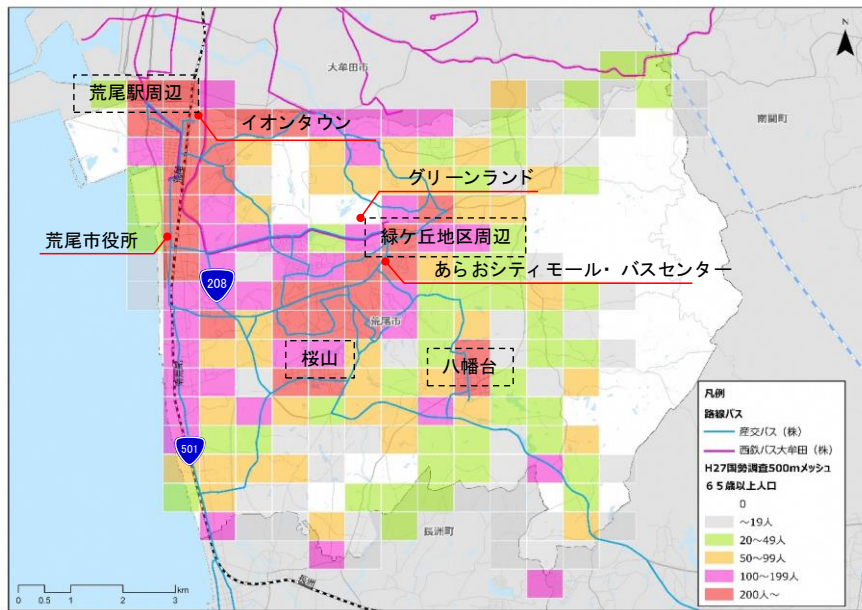 N
大牟田市
南関町
荒尾駅周辺
イオンタウン
グリーンランド
荒尾市役所
緑ケ丘地区周辺
あらおシティモール・バスセンター
208
荒尾市
桜山
八幡台
501
長洲町
長洲
0 0.5 1 2 3 km
凡例
路線バス
産交バス（株）
西鉄バス大牟田（株）
H27国勢調査500mメッシュ
６５歳以上人口
0
～19人
20～49人
50～99人
100～199人
200人～